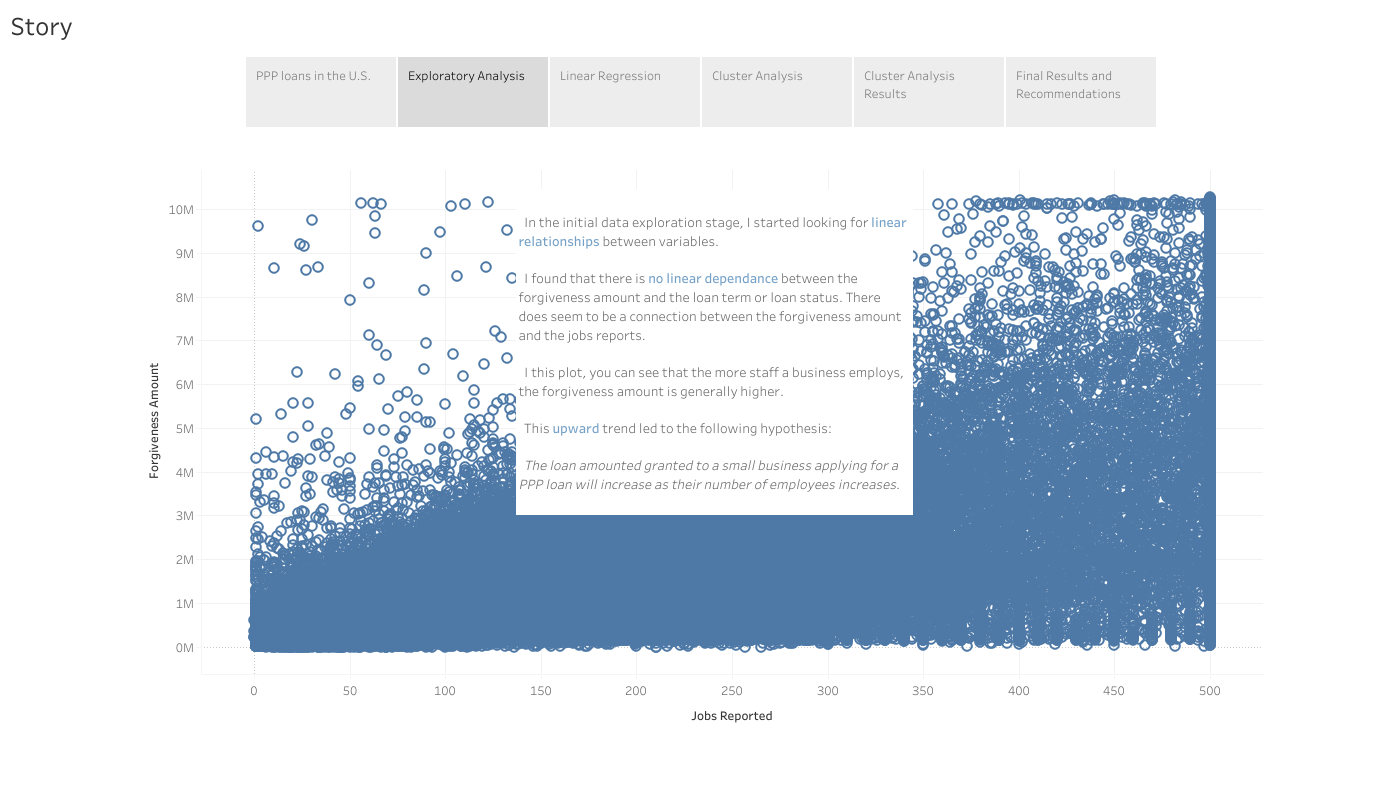 Story
PPP loans in the U.S.
Exploratory Analysis
Linear Regression
Cluster Analysis
Cluster Analysis
Results
Final Results and
Recommendations
In the initial data exploration stage, I started looking for linear
relationships between variables.
I found that there is no linear dependance between the
forgiveness amount and the loan term or loan status. There
does seem to be a connection between the forgiveness amount
and the jobs reports.
I this plot, you can see that the more staff a business employs,
the forgiveness amount is generally higher.
This upward trend led to the following hypothesis:
The loan amounted granted to a small business applying for a
PPP loan will increase as their number of employees increases.
Forgiveness Amount
10M
9M
8M
7M
6M
5M
4M
3M
2M
1M
0M
0
50
100
150
200
250
300
350
400
450
500
Jobs Reported